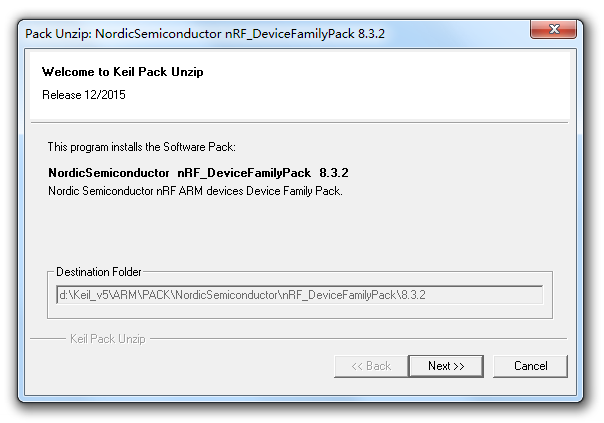 Pack Unzip: NordicSemiconductor nRF_DeviceFamilyPack 8.3.2
Welcome to Keil Pack Unzip
Release 12/2015
This program installs the Software Pack:
NordicSemiconductor nRF_DeviceFamilyPack 8.3.2
Nordic Semiconductor nRF ARM devices Device Family Pack.
Destination Folder
d:\Keil_v5\ARM\PACK\NordicSemiconductor\nRF_DeviceFamilyPack\8.3.2
Keil Pack Unzip
<< Back Next >> Cancel